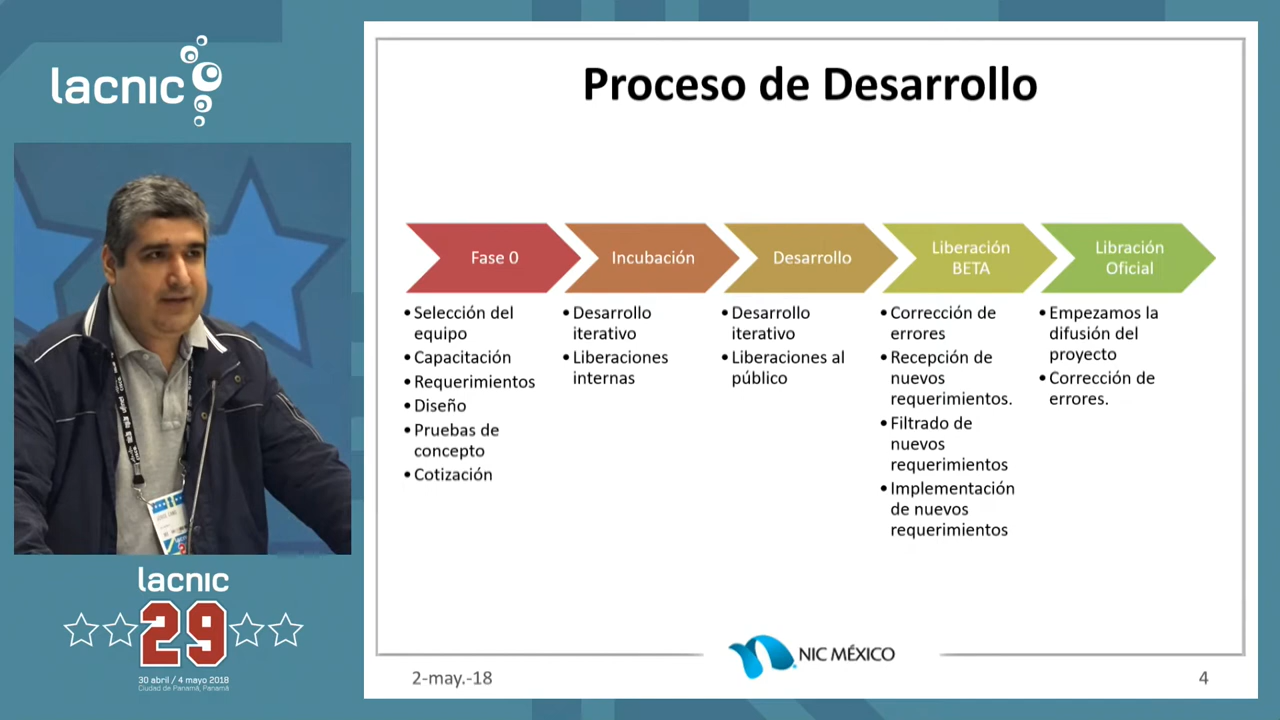 lacnic
Proceso de Desarrollo
Fase 0
Incubación
Desarrollo
Liberación
BETA
Libración
Oficial
• Selección del
equipo
• Capacitación
• Requerimientos
• Diseño
• Pruebas de
concepto
• Cotización
• Desarrollo
iterativo
• Liberaciones
internas
• Desarrollo
iterativo
• Liberaciones al
público
• Corrección de
errores
• Recepción de
nuevos
requerimientos.
• Filtrado de
nuevos
requerimientos
• Implementación
de nuevos
requerimientos
• Empezamos la
difusión del
proyecto
• Corrección de
errores.
lacnic
29
30 abril / 4 mayo 2018
Ciudad de Panamá, Panamá
NIC MÉXICO
2-may.-18
4